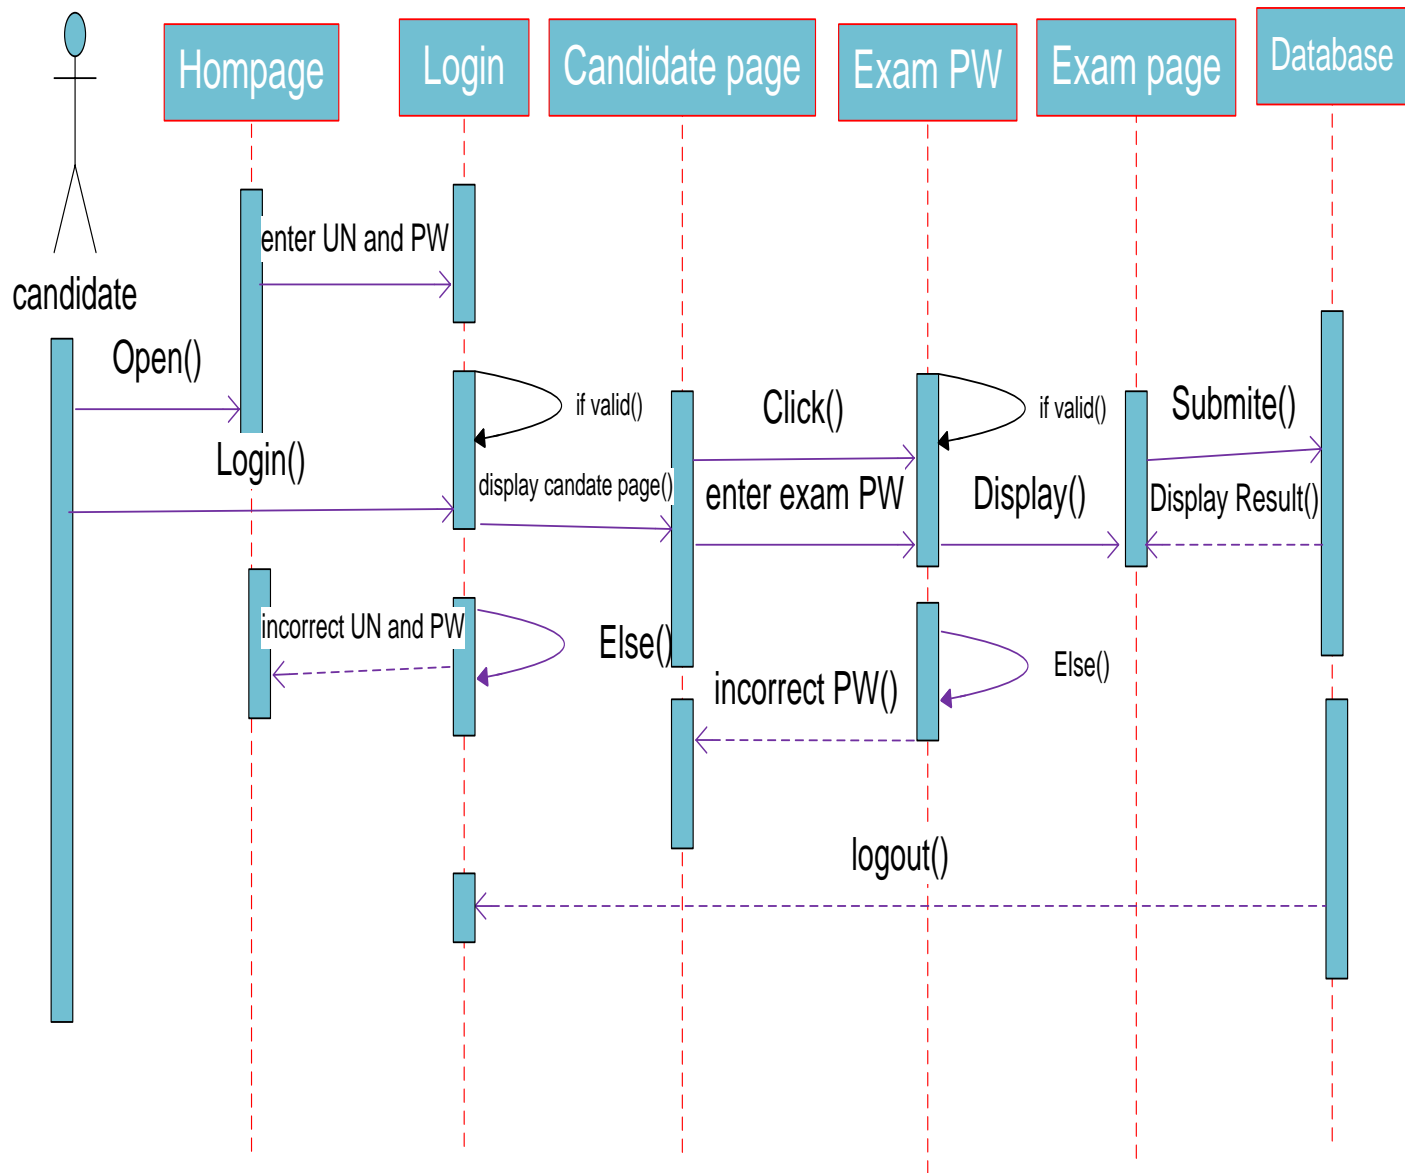 Hompage
Login
Candidate page
Exam PW
Exam page
Database
enter UN and PW
candidate
Open()
if valid()
Click()
if valid()
Submite()
Login()
display candate page()
enter exam PW
Display()
Display Result()
incorrect UN and PW
Else()
Else()
incorrect PW()
logout()